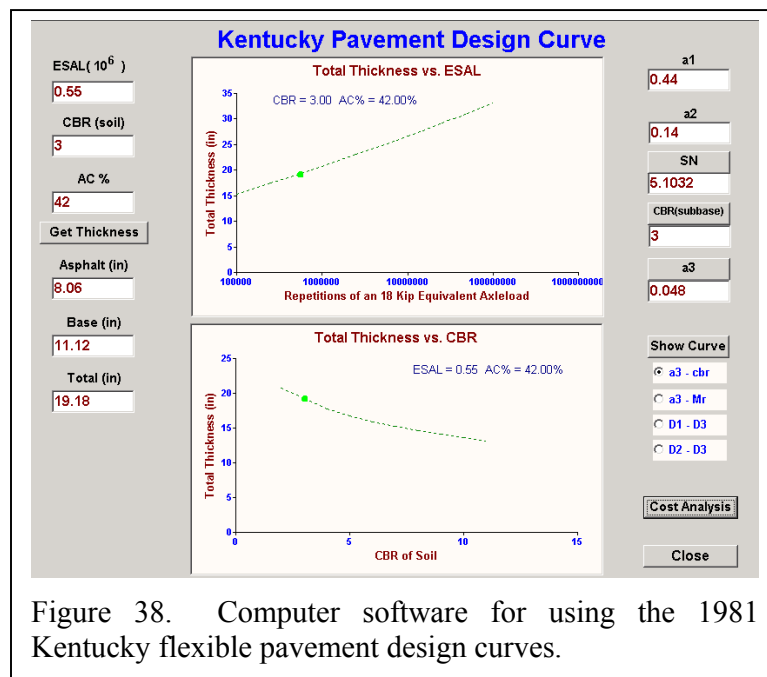 Kentucky Pavement Design Curve
ESAL( 10^6 )
0.55
CBR (soil)
3
AC %
42
Get Thickness
Asphalt (in)
8.06
Base (in)
11.12
Total (in)
19.18
Total Thickness vs. ESAL
CBR = 3.00 AC% = 42.00%
Total Thickness (in)
35
30
25
20
15
10
5
0
100000 1000000 10000000 100000000 1000000000
Repetitions of an 18 Kip Equivalent Axleload
Total Thickness vs. CBR
ESAL = 0.55 AC% = 42.00%
Total Thickness (in)
25
20
15
10
5
0
0 5 10 15
CBR of Soil
a1
0.44
a2
0.14
SN
5.1032
CBR(subbase)
3
a3
0.048
Show Curve
a3 - cbr
a3 - Mr
D1 - D3
D2 - D3
Cost Analysis
Close
Figure 38. Computer software for using the 1981
Kentucky flexible pavement design curves.